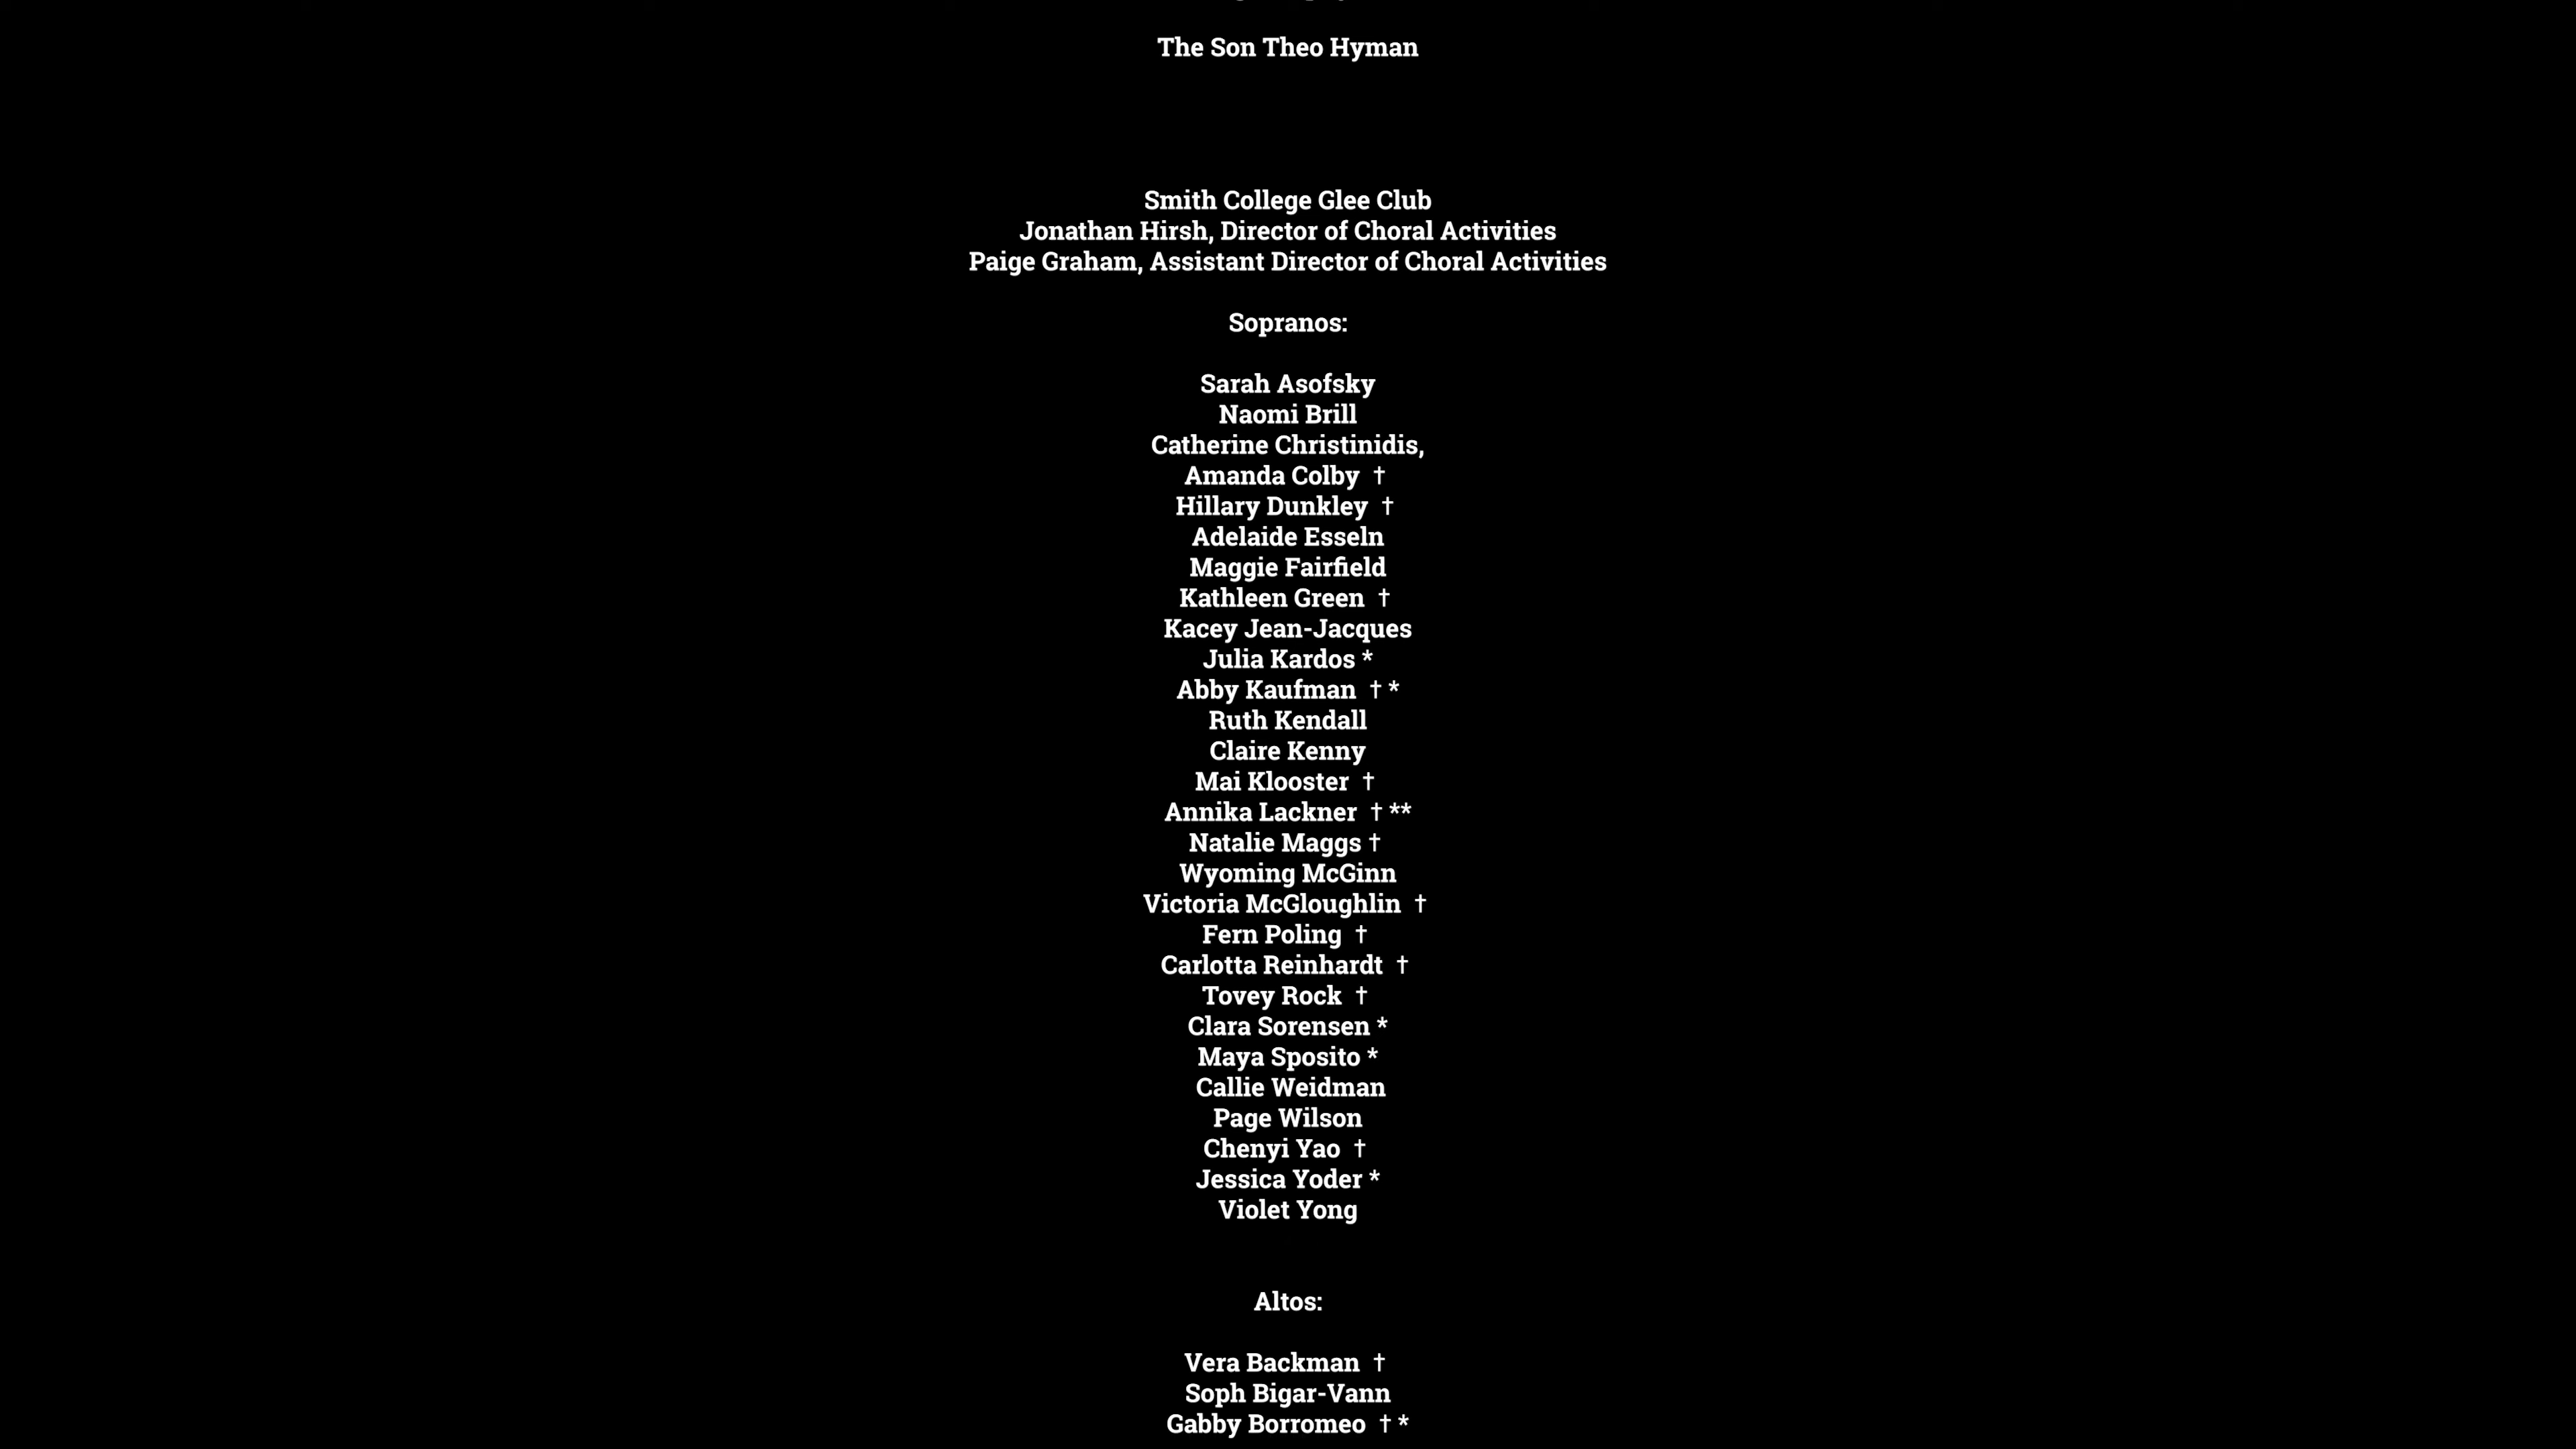 The Son Theo Hyman
Smith College Glee Club
Jonathan Hirsh, Director of Choral Activities
Paige Graham, Assistant Director of Choral Activities
Sopranos:
Sarah Asofsky
Naomi Brill
Catherine Christinidis,
Amanda Colby †
Hillary Dunkley †
Adelaide Esseln
Maggie Fairfield
Kathleen Green †
Kacey Jean-Jacques
Julia Kardos *
Abby Kaufman † *
Ruth Kendall
Claire Kenny
Mai Klooster †
Annika Lackner † **
Natalie Maggs †
Wyoming McGinn
Victoria McGloughlin †
Fern Poling †
Carlotta Reinhardt †
Tovey Rock †
Clara Sorensen *
Maya Sposito *
Callie Weidman
Page Wilson
Chenyi Yao †
Jessica Yoder *
Violet Yong
Altos:
Vera Backman †
Soph Bigar-Vann
Gabby Borromeo † *